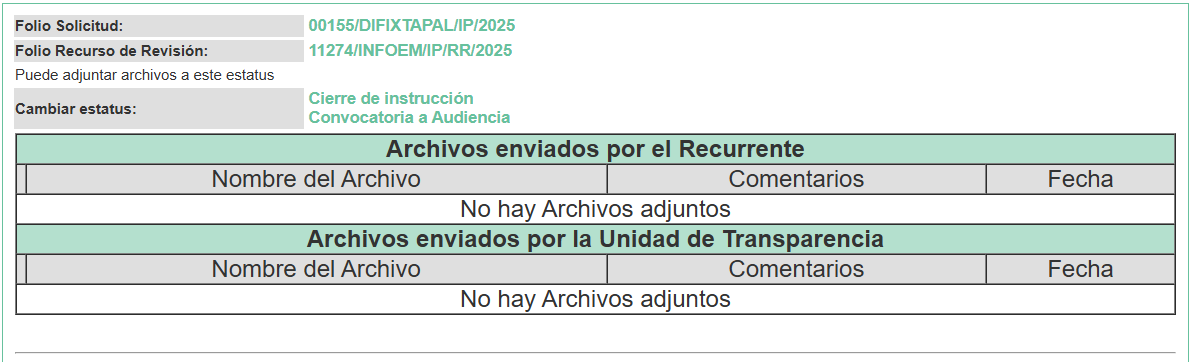 Folio Solicitud: 00155/DIFIXTAPAL/IP/2025
Folio Recurso de Revisión: 11274/INFOEM/IP/RR/2025
Puede adjuntar archivos a este estatus
Cambiar estatus: Cierre de instrucción
Convocatoria a Audiencia
Archivos enviados por el Recurrente
Nombre del Archivo Comentarios Fecha
No hay Archivos adjuntos
Archivos enviados por la Unidad de Transparencia
Nombre del Archivo Comentarios Fecha
No hay Archivos adjuntos